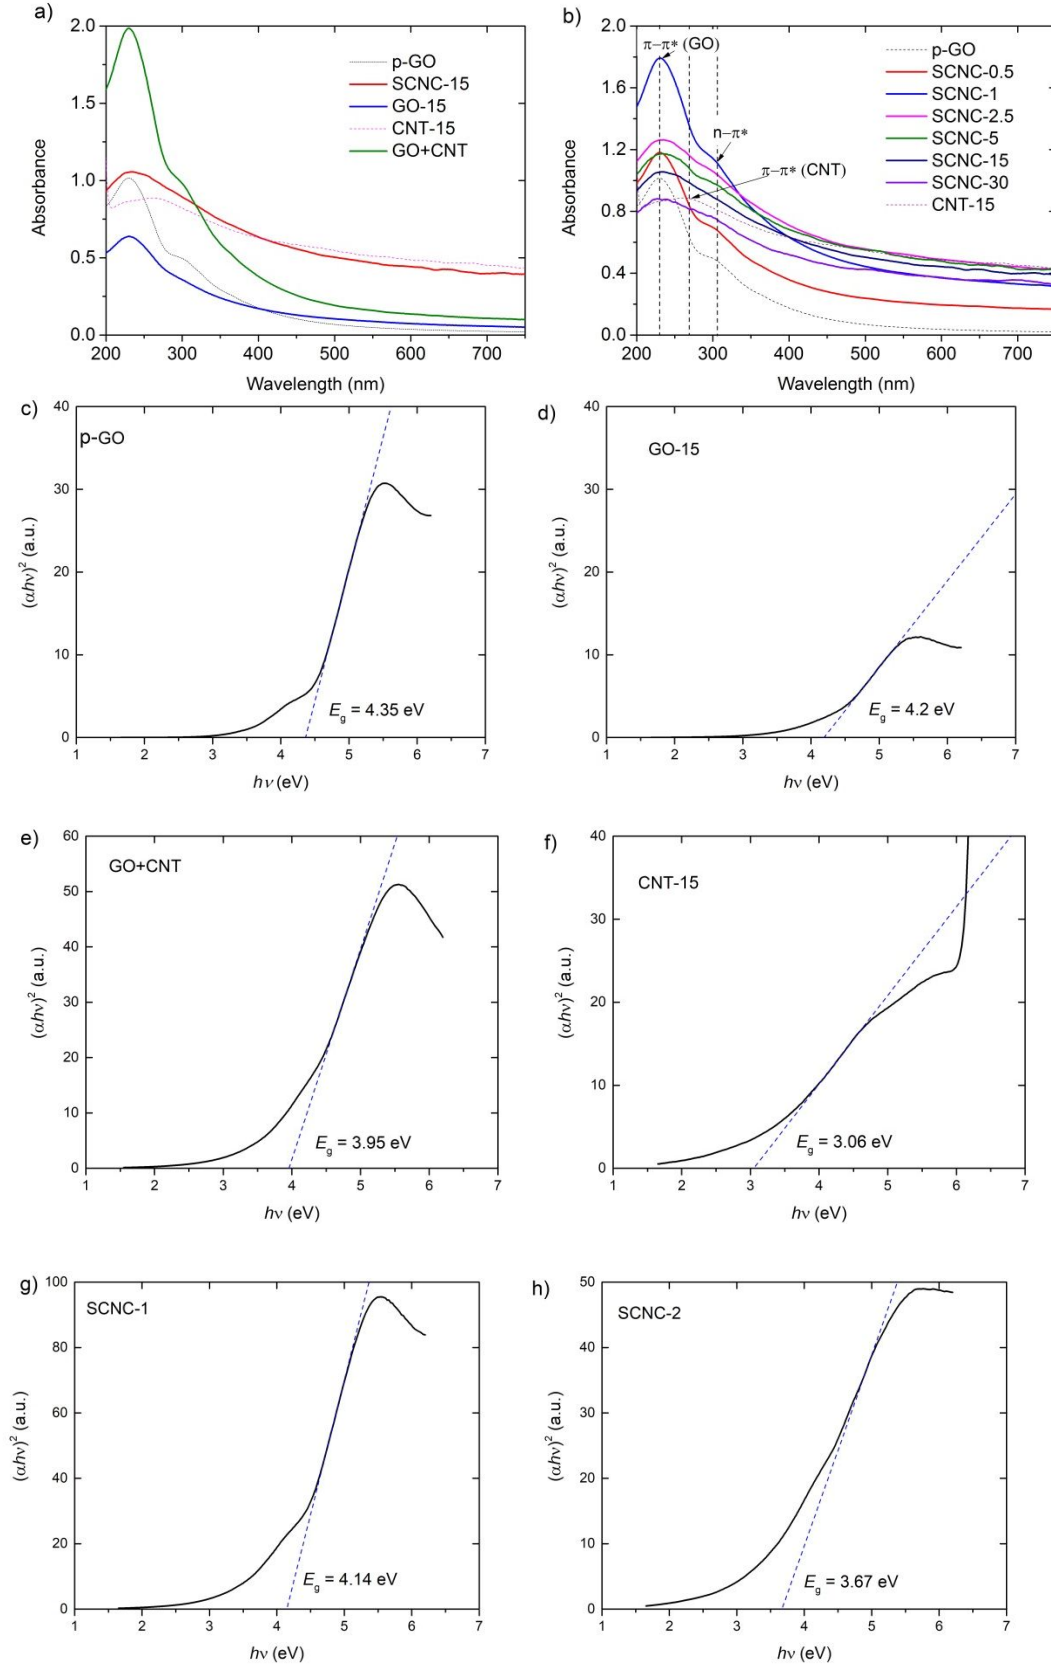 a)
2.0
1.5
1.0
0.5
0.0
Absorbance
p-GO
SCNC-15
GO-15
CNT-15
GO+CNT
200 300 400 500 600 700
Wavelength (nm)
b)
2.0
1.6
1.2
0.8
0.4
0.0
Absorbance
π–π* (GO)
n–π*
π–π* (CNT)
p-GO
SCNC-0.5
SCNC-1
SCNC-2.5
SCNC-5
SCNC-15
SCNC-30
CNT-15
200 300 400 500 600 700
Wavelength (nm)
c)
p-GO
40
30
20
10
0
(αhν)² (a.u.)
Eg = 4.35 eV
1 2 3 4 5 6 7
hν (eV)
d)
GO-15
40
30
20
10
0
(αhν)² (a.u.)
Eg = 4.2 eV
1 2 3 4 5 6 7
hν (eV)
e)
GO+CNT
60
50
40
30
20
10
0
(αhν)² (a.u.)
Eg = 3.95 eV
1 2 3 4 5 6 7
hν (eV)
f)
CNT-15
40
30
20
10
0
(αhν)² (a.u.)
Eg = 3.06 eV
1 2 3 4 5 6 7
hν (eV)
g)
SCNC-1
100
80
60
40
20
0
(αhν)² (a.u.)
Eg = 4.14 eV
1 2 3 4 5 6 7
hν (eV)
h)
SCNC-2
50
40
30
20
10
0
(αhν)² (a.u.)
Eg = 3.67 eV
1 2 3 4 5 6 7
hν (eV)